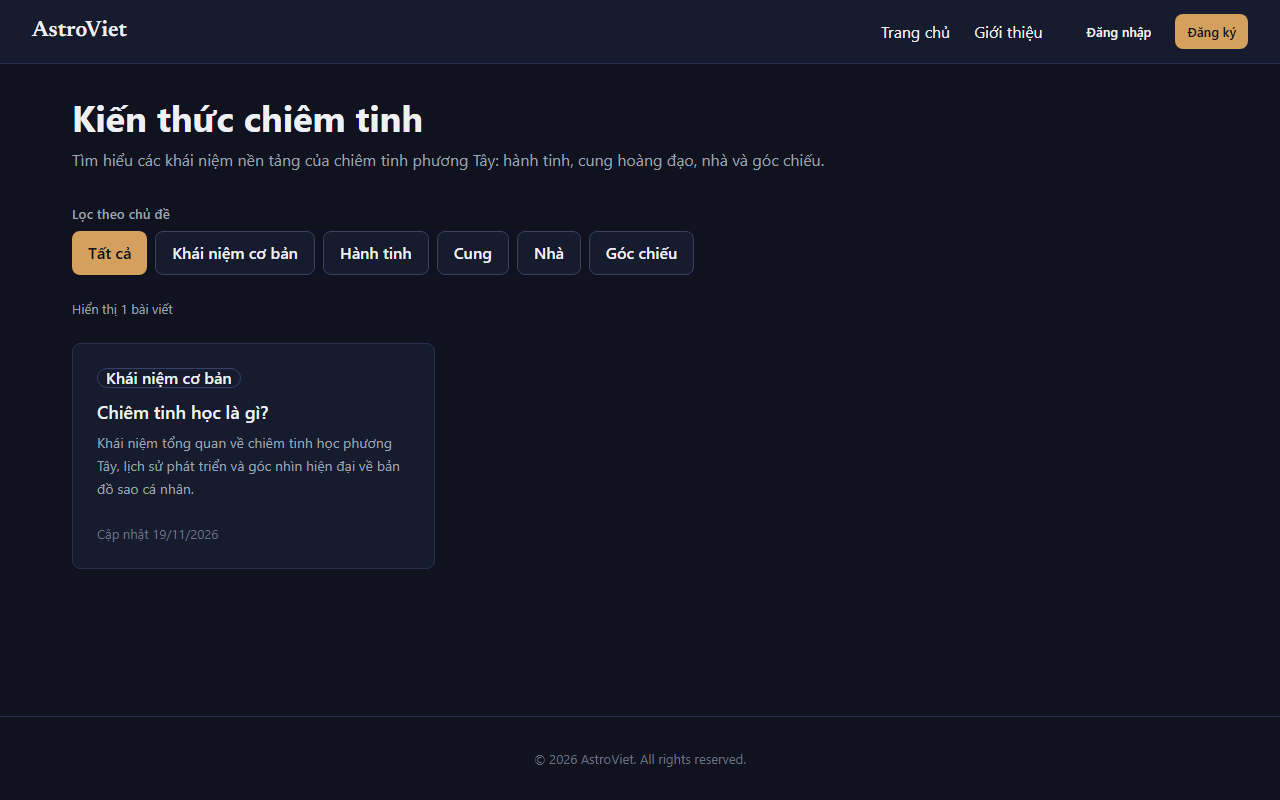 AstroViet
Trang chủ
Giới thiệu
Đăng nhập
Đăng ký
Kiến thức chiêm tinh
Tìm hiểu các khái niệm nền tảng của chiêm tinh phương Tây: hành tinh, cung hoàng đạo, nhà và góc chiếu.
Lọc theo chủ đề
Tất cả
Khái niệm cơ bản
Hành tinh
Cung
Nhà
Góc chiếu
Hiển thị 1 bài viết
Khái niệm cơ bản
Chiêm tinh học là gì?
Khái niệm tổng quan về chiêm tinh học phương
Tây, lịch sử phát triển và góc nhìn hiện đại về bản
đồ sao cá nhân.
Cập nhật 19/11/2026
© 2026 AstroViet. All rights reserved.